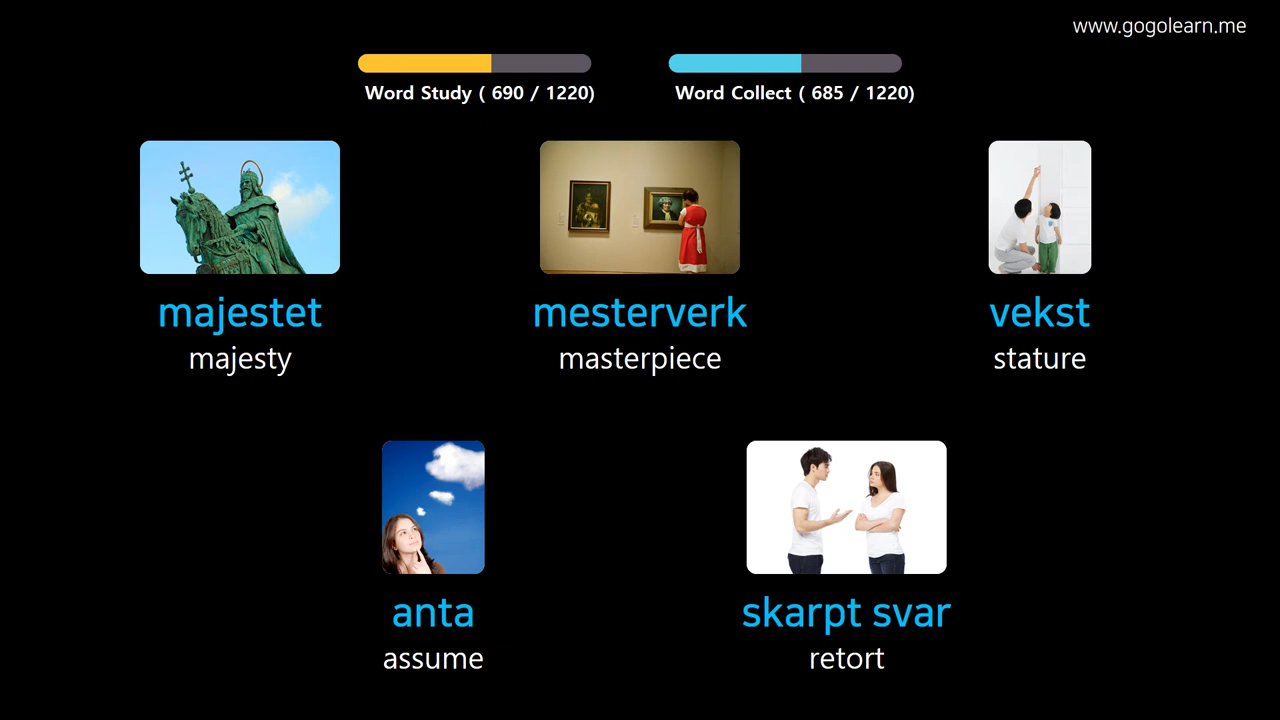 www.gogolearn.me
Word Study ( 690 / 1220)
Word Collect ( 685 / 1220)
majestet
majesty
mesterverk
masterpiece
vekst
stature
anta
assume
skarpt svar
retort